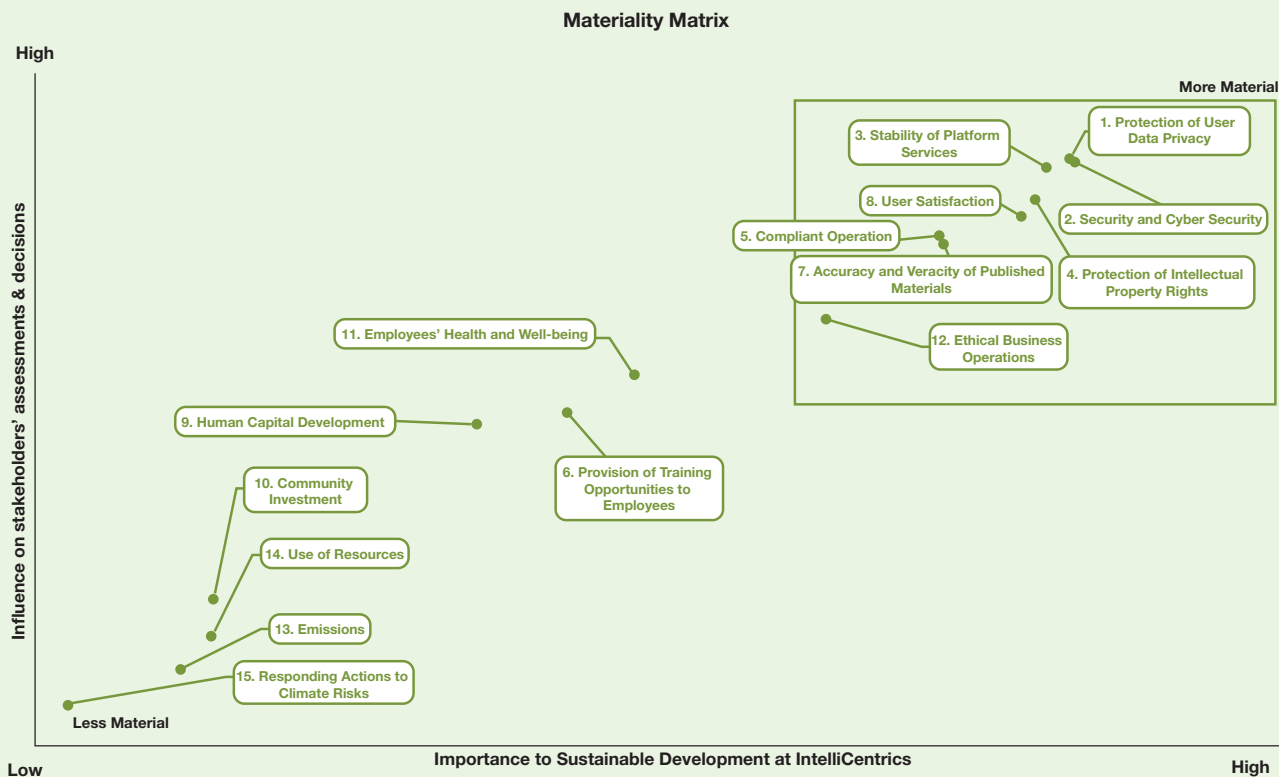 Materiality Matrix
High
More Material
1. Protection of User
Data Privacy
3. Stability of Platform
Services
8. User Satisfaction
2. Security and Cyber Security
5. Compliant Operation
7. Accuracy and Veracity of Published
Materials
4. Protection of Intellectual
Property Rights
11. Employees’ Health and Well-being
12. Ethical Business
Operations
9. Human Capital Development
6. Provision of Training
Opportunities to
Employees
10. Community
Investment
14. Use of Resources
13. Emissions
15. Responding Actions to
Climate Risks
Less Material
Influence on stakeholders’ assessments & decisions
Importance to Sustainable Development at IntelliCentrics
Low
High